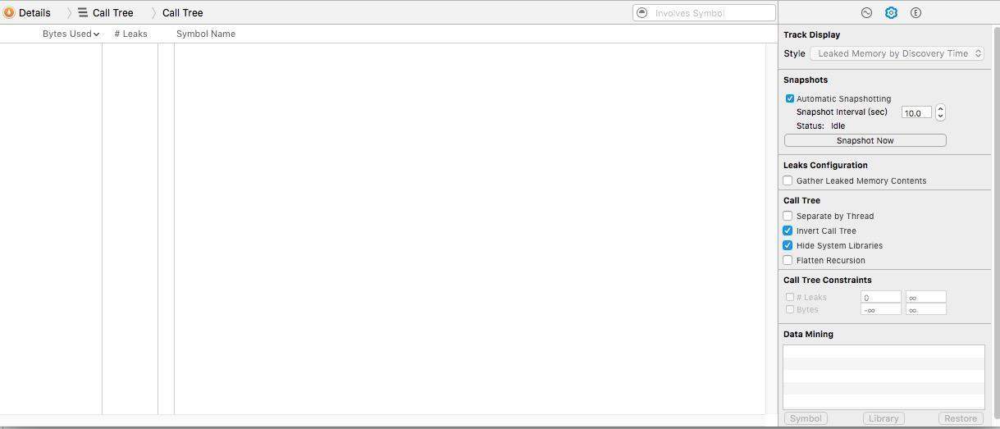 Details Call Tree Call Tree Involves Symbol
Bytes Used # Leaks Symbol Name
E
Track Display
Style Leaked Memory by Discovery Time
Snapshots
Automatic Snapshotting
Snapshot Interval (sec) 10.0
Status: Idle
Snapshot Now
Leaks Configuration
Gather Leaked Memory Contents
Call Tree
Separate by Thread
Invert Call Tree
Hide System Libraries
Flatten Recursion
Call Tree Constraints
# Leaks 0 ∞
Bytes -∞ ∞
Data Mining
Symbol Library Restore